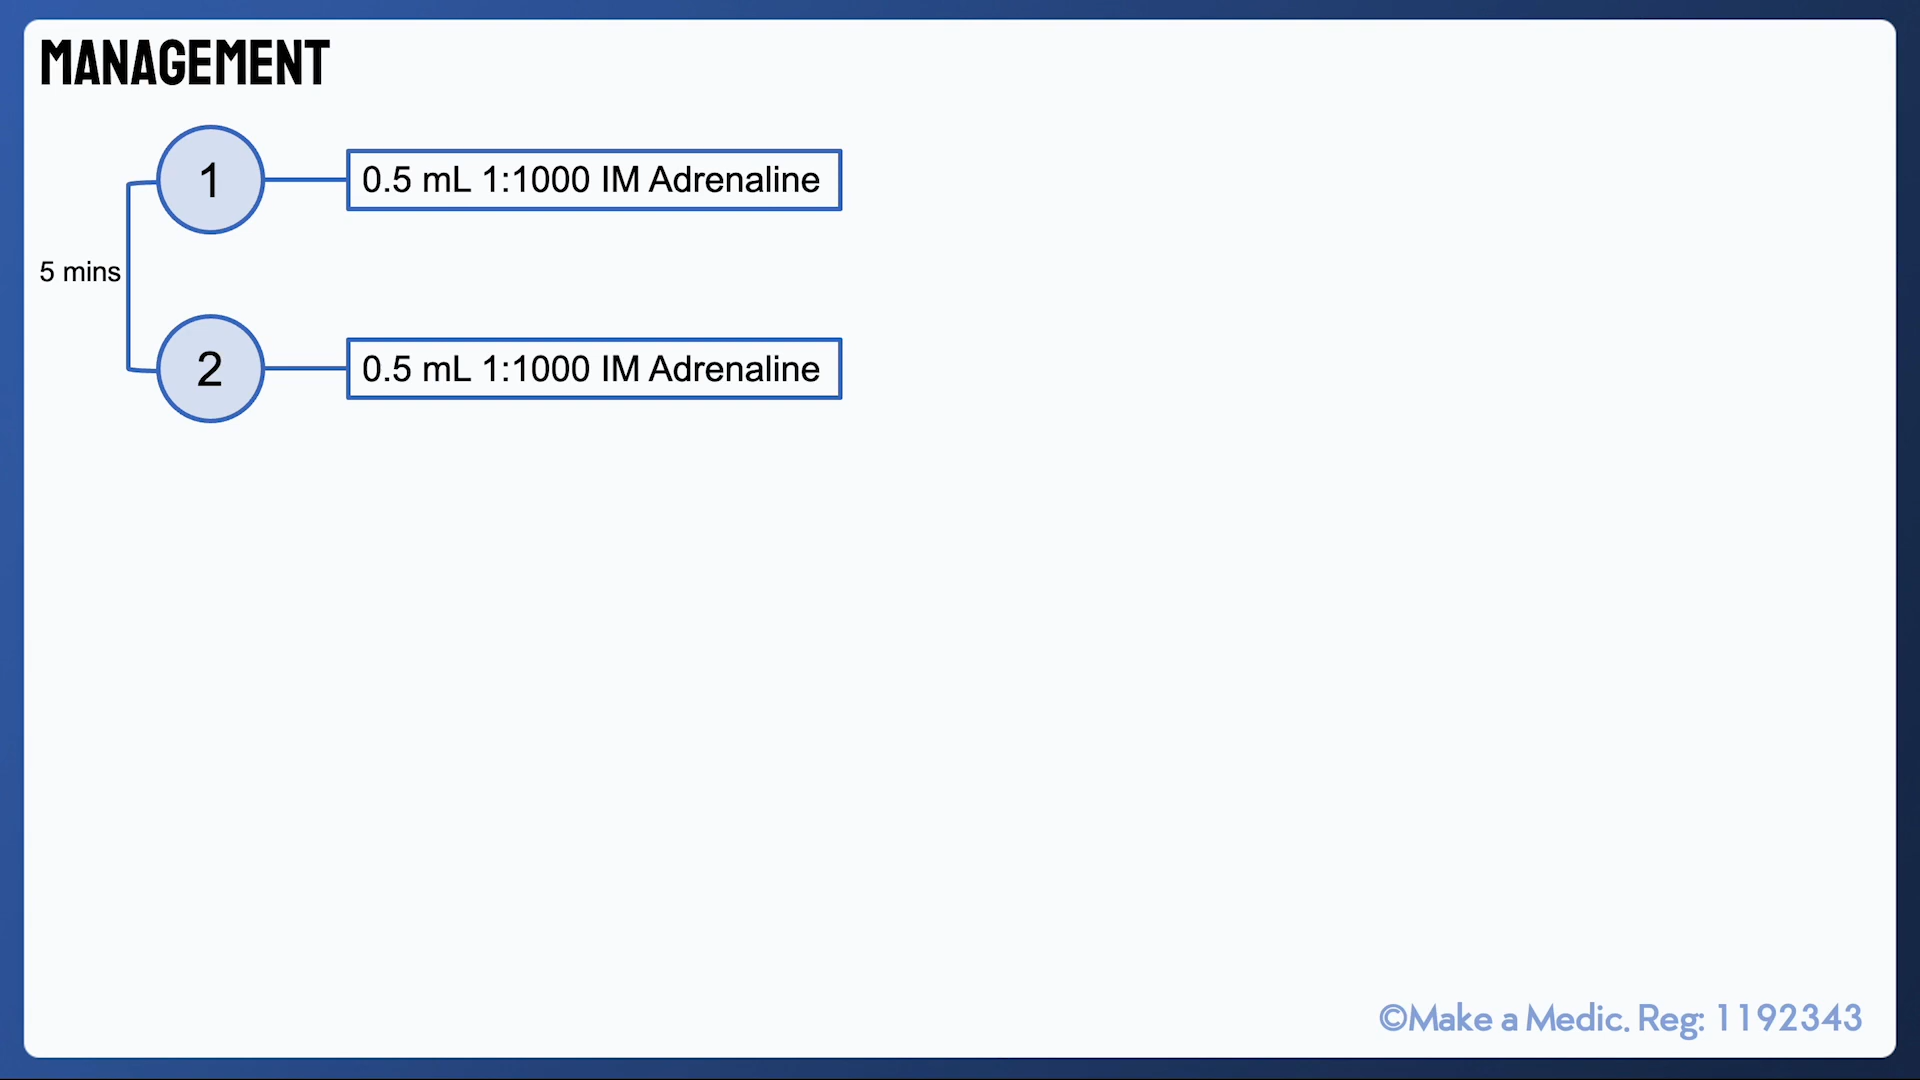 MANAGEMENT
1
0.5 mL 1:1000 IM Adrenaline
5 mins
2
0.5 mL 1:1000 IM Adrenaline
©Make a Medic. Reg: 1192343